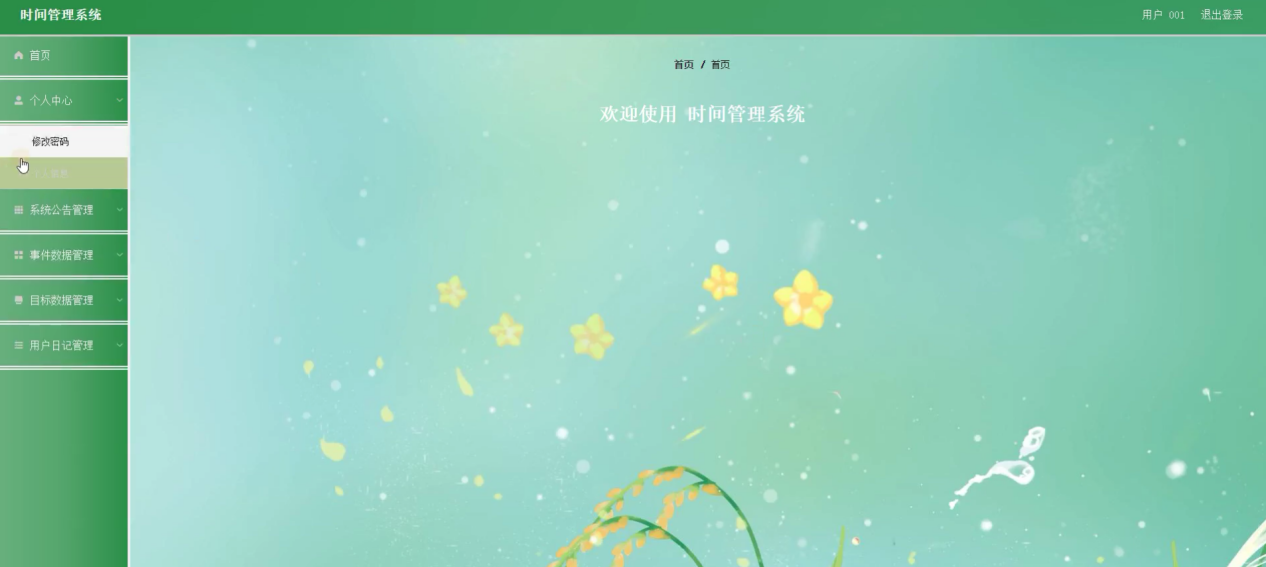 时间管理系统
用户 001 退出登录
首页
个人中心
修改密码
系统公告管理
事件数据管理
目标数据管理
用户日记管理
首页 / 首页
欢迎使用 时间管理系统